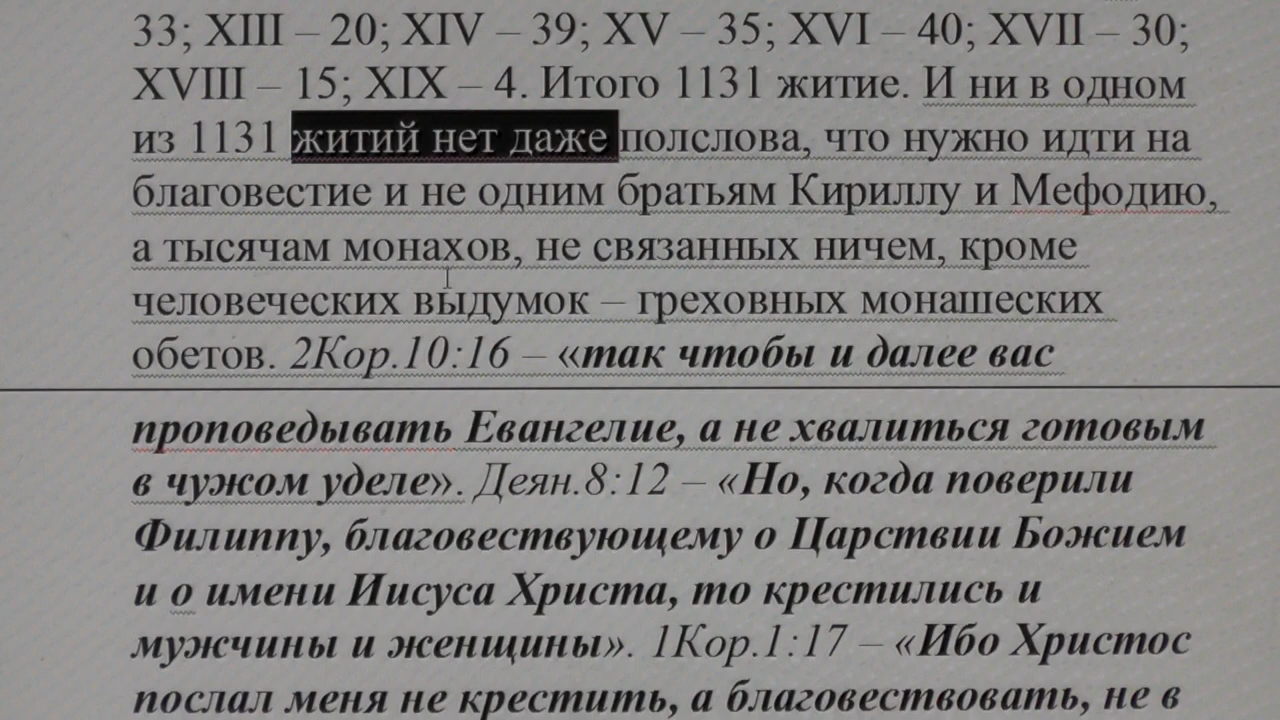 33; XIII – 20; XIV – 39; XV – 35; XVI – 40; XVII – 30;
XVIII – 15; XIX – 4. Итого 1131 житие. И ни в одном
из 1131 житий нет даже полслова, что нужно идти на
благовестие и не одним братьям Кириллу и Мефодию,
а тысячам монахов, не связанных ничем, кроме
человеческих выдумок – греховных монашеских
обетов. 2Кор.10:16 – «так чтобы и далее вас
проповедывать Евангелие, а не хвалиться готовым
в чужом уделе». Деян.8:12 – «Но, когда поверили
Филиппу, благовествующему о Царствии Божием
и о имени Иисуса Христа, то крестились и
мужчины и женщины». 1Кор.1:17 – «Ибо Христос
послал меня не крестить, а благовествовать, не в